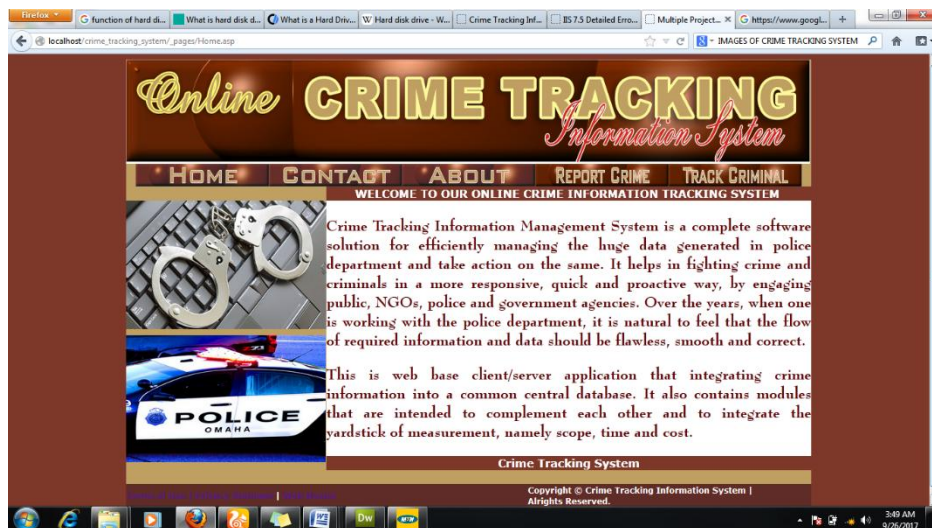 Firefox
function of hard di...
What is hard disk d...
What is a Hard Driv...
W Hard disk drive - W...
Crime Tracking Inf...
IIS 7.5 Detailed Erro...
Multiple Project...
https://www.googl...
localhost/crime_tracking_system/_pages/Home.asp
IMAGES OF CRIME TRACKING SYSTEM
Online CRIME TRACKING
Information System
HOME CONTACT ABOUT REPORT CRIME TRACK CRIMINAL
WELCOME TO OUR ONLINE CRIME INFORMATION TRACKING SYSTEM
Crime Tracking Information Management System is a complete software
solution for efficiently managing the huge data generated in police
department and take action on the same. It helps in fighting crime and
criminals in a more responsive, quick and proactive way, by engaging
public, NGOs, police and government agencies. Over the years, when one
is working with the police department, it is natural to feel that the flow
of required information and data should be flawless, smooth and correct.
This is web base client/server application that integrating crime
information into a common central database. It also contains modules
that are intended to complement each other and to integrate the
yardstick of measurement, namely scope, time and cost.
POLICE
OMAHA
Crime Tracking System
Copyright © Crime Tracking Information System |
Alrights Reserved.
Dw
3:49 AM
9/26/2017